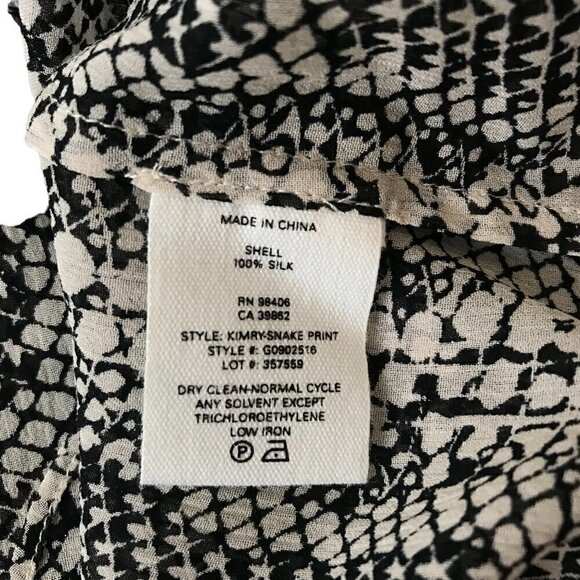 MADE IN CHINA
SHELL
100% SILK
RN 98406
CA 39862
STYLE: KIMRY-SNAKE PRINT
STYLE #: G0902516
LOT #: 357559
DRY CLEAN-NORMAL CYCLE
ANY SOLVENT EXCEPT
TRICHLOROETHYLENE
LOW IRON
P